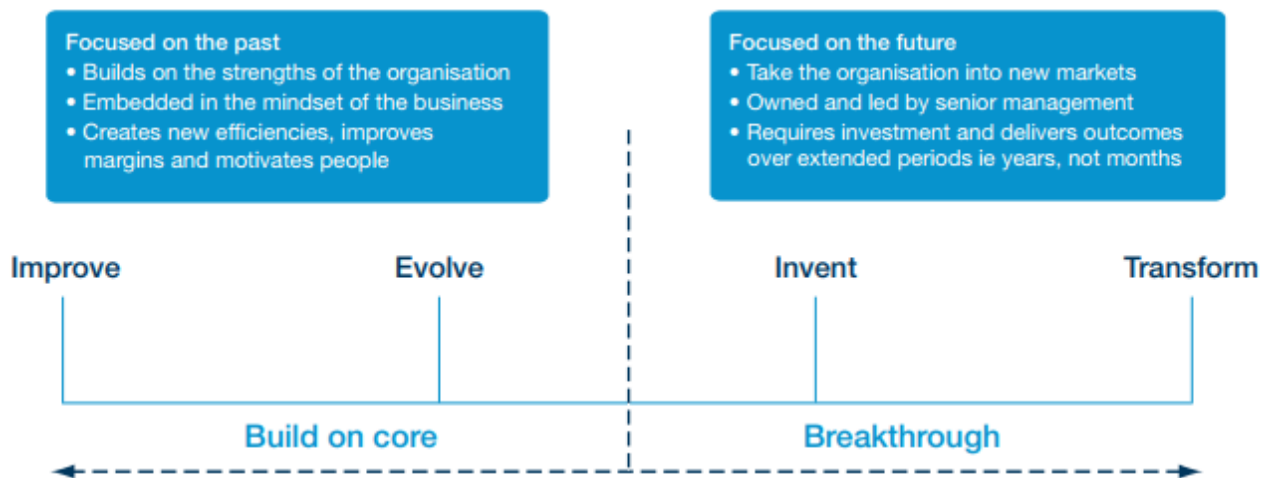 Focused on the past
• Builds on the strengths of the organisation
• Embedded in the mindset of the business
• Creates new efficiencies, improves
margins and motivates people
Focused on the future
• Take the organisation into new markets
• Owned and led by senior management
• Requires investment and delivers outcomes
over extended periods ie years, not months
Improve
Evolve
Invent
Transform
Build on core
Breakthrough